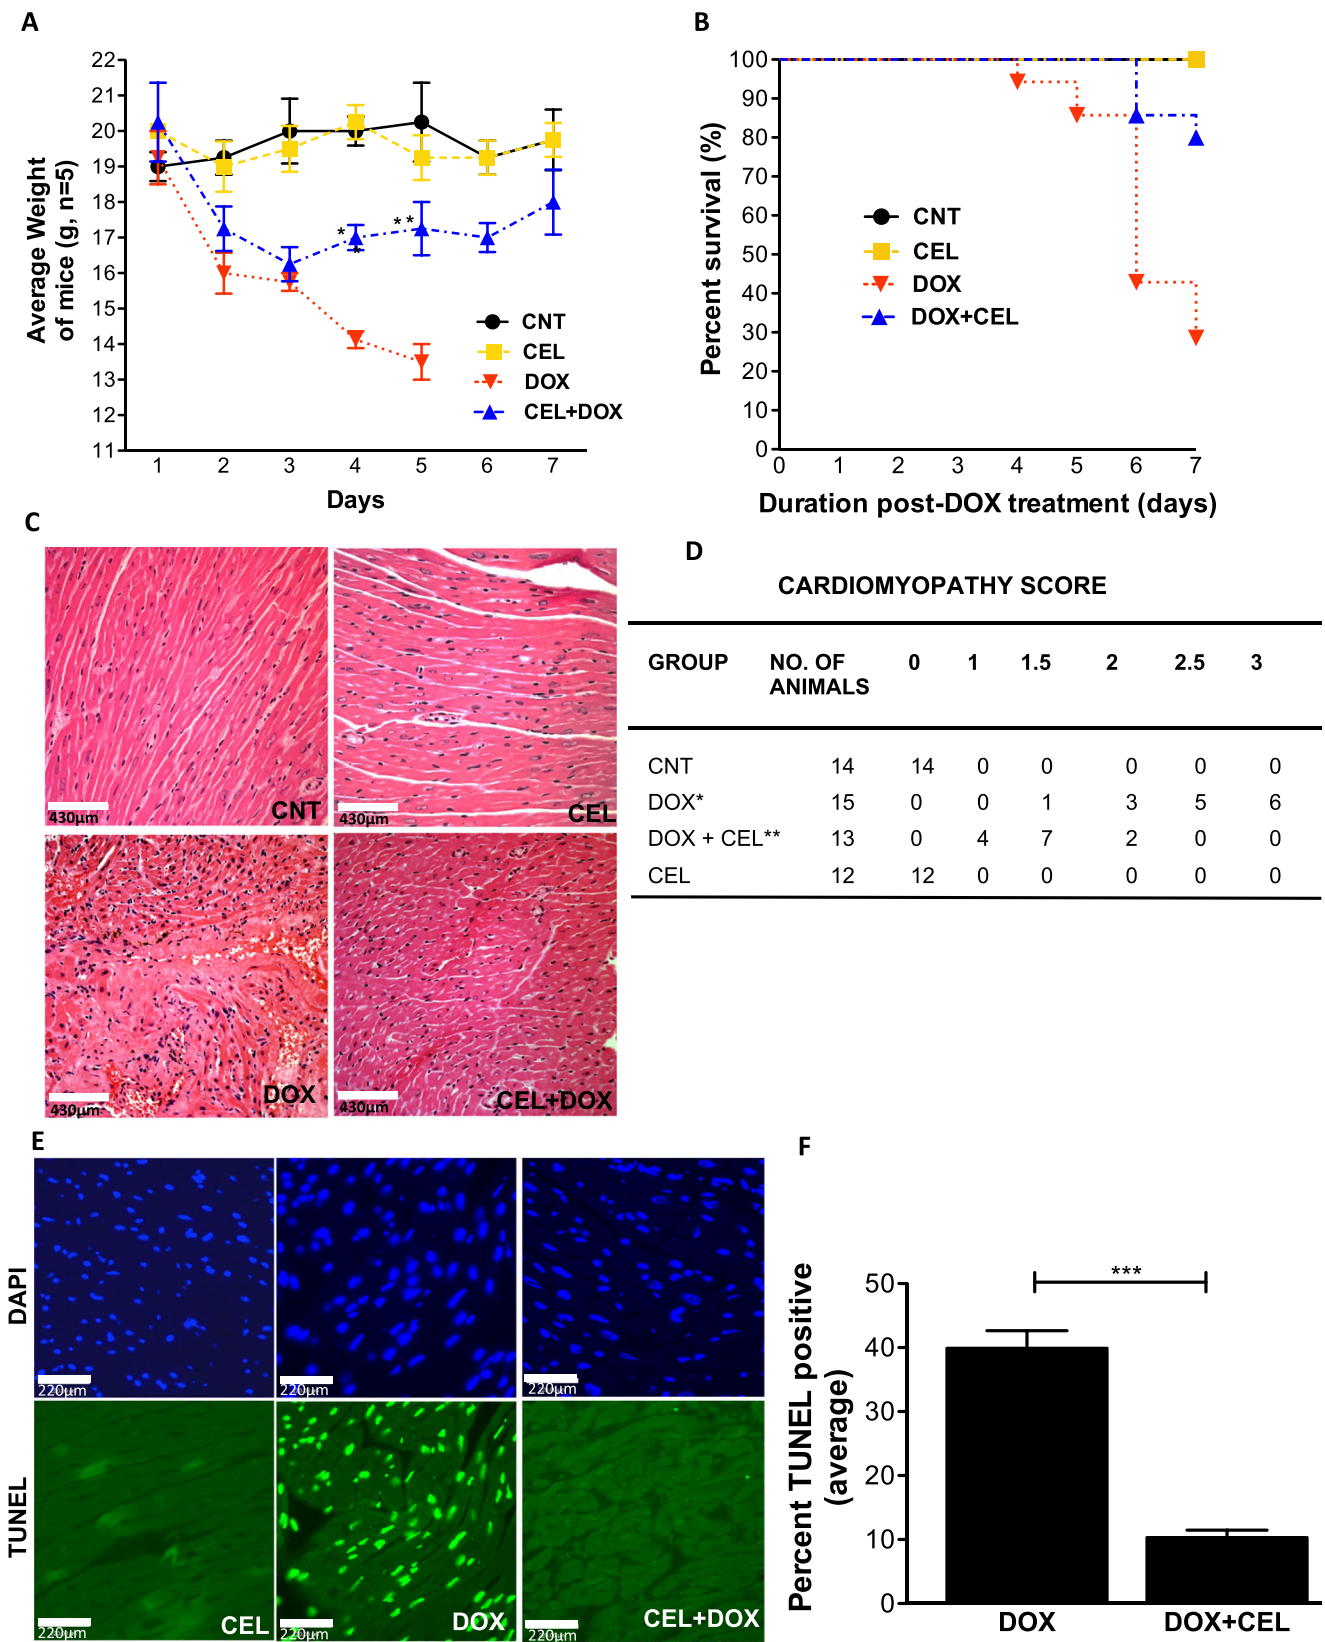 A
22
21
20
19
18
17
16
15
14
13
12
11
Average Weight
of mice (g, n=5)
*
*
* *
CNT
CEL
DOX
CEL+DOX
1 2 3 4 5 6 7
Days
B
100
90
80
70
60
50
40
30
20
10
0
Percent survival (%)
CNT
CEL
DOX
DOX+CEL
0 1 2 3 4 5 6 7
Duration post-DOX treatment (days)
C
430µm CNT
430µm CEL
430µm DOX
430µm CEL+DOX
D
CARDIOMYOPATHY SCORE
GROUP NO. OF ANIMALS 0 1 1.5 2 2.5 3
CNT 14 14 0 0 0 0 0
DOX* 15 0 0 1 3 5 6
DOX + CEL** 13 0 4 7 2 0 0
CEL 12 12 0 0 0 0 0
E
DAPI
220µm
220µm
220µm
TUNEL
220µm CEL
220µm DOX
220µm CEL+DOX
F
Percent TUNEL positive
(average)
50
40
30
20
10
0
***
DOX DOX+CEL